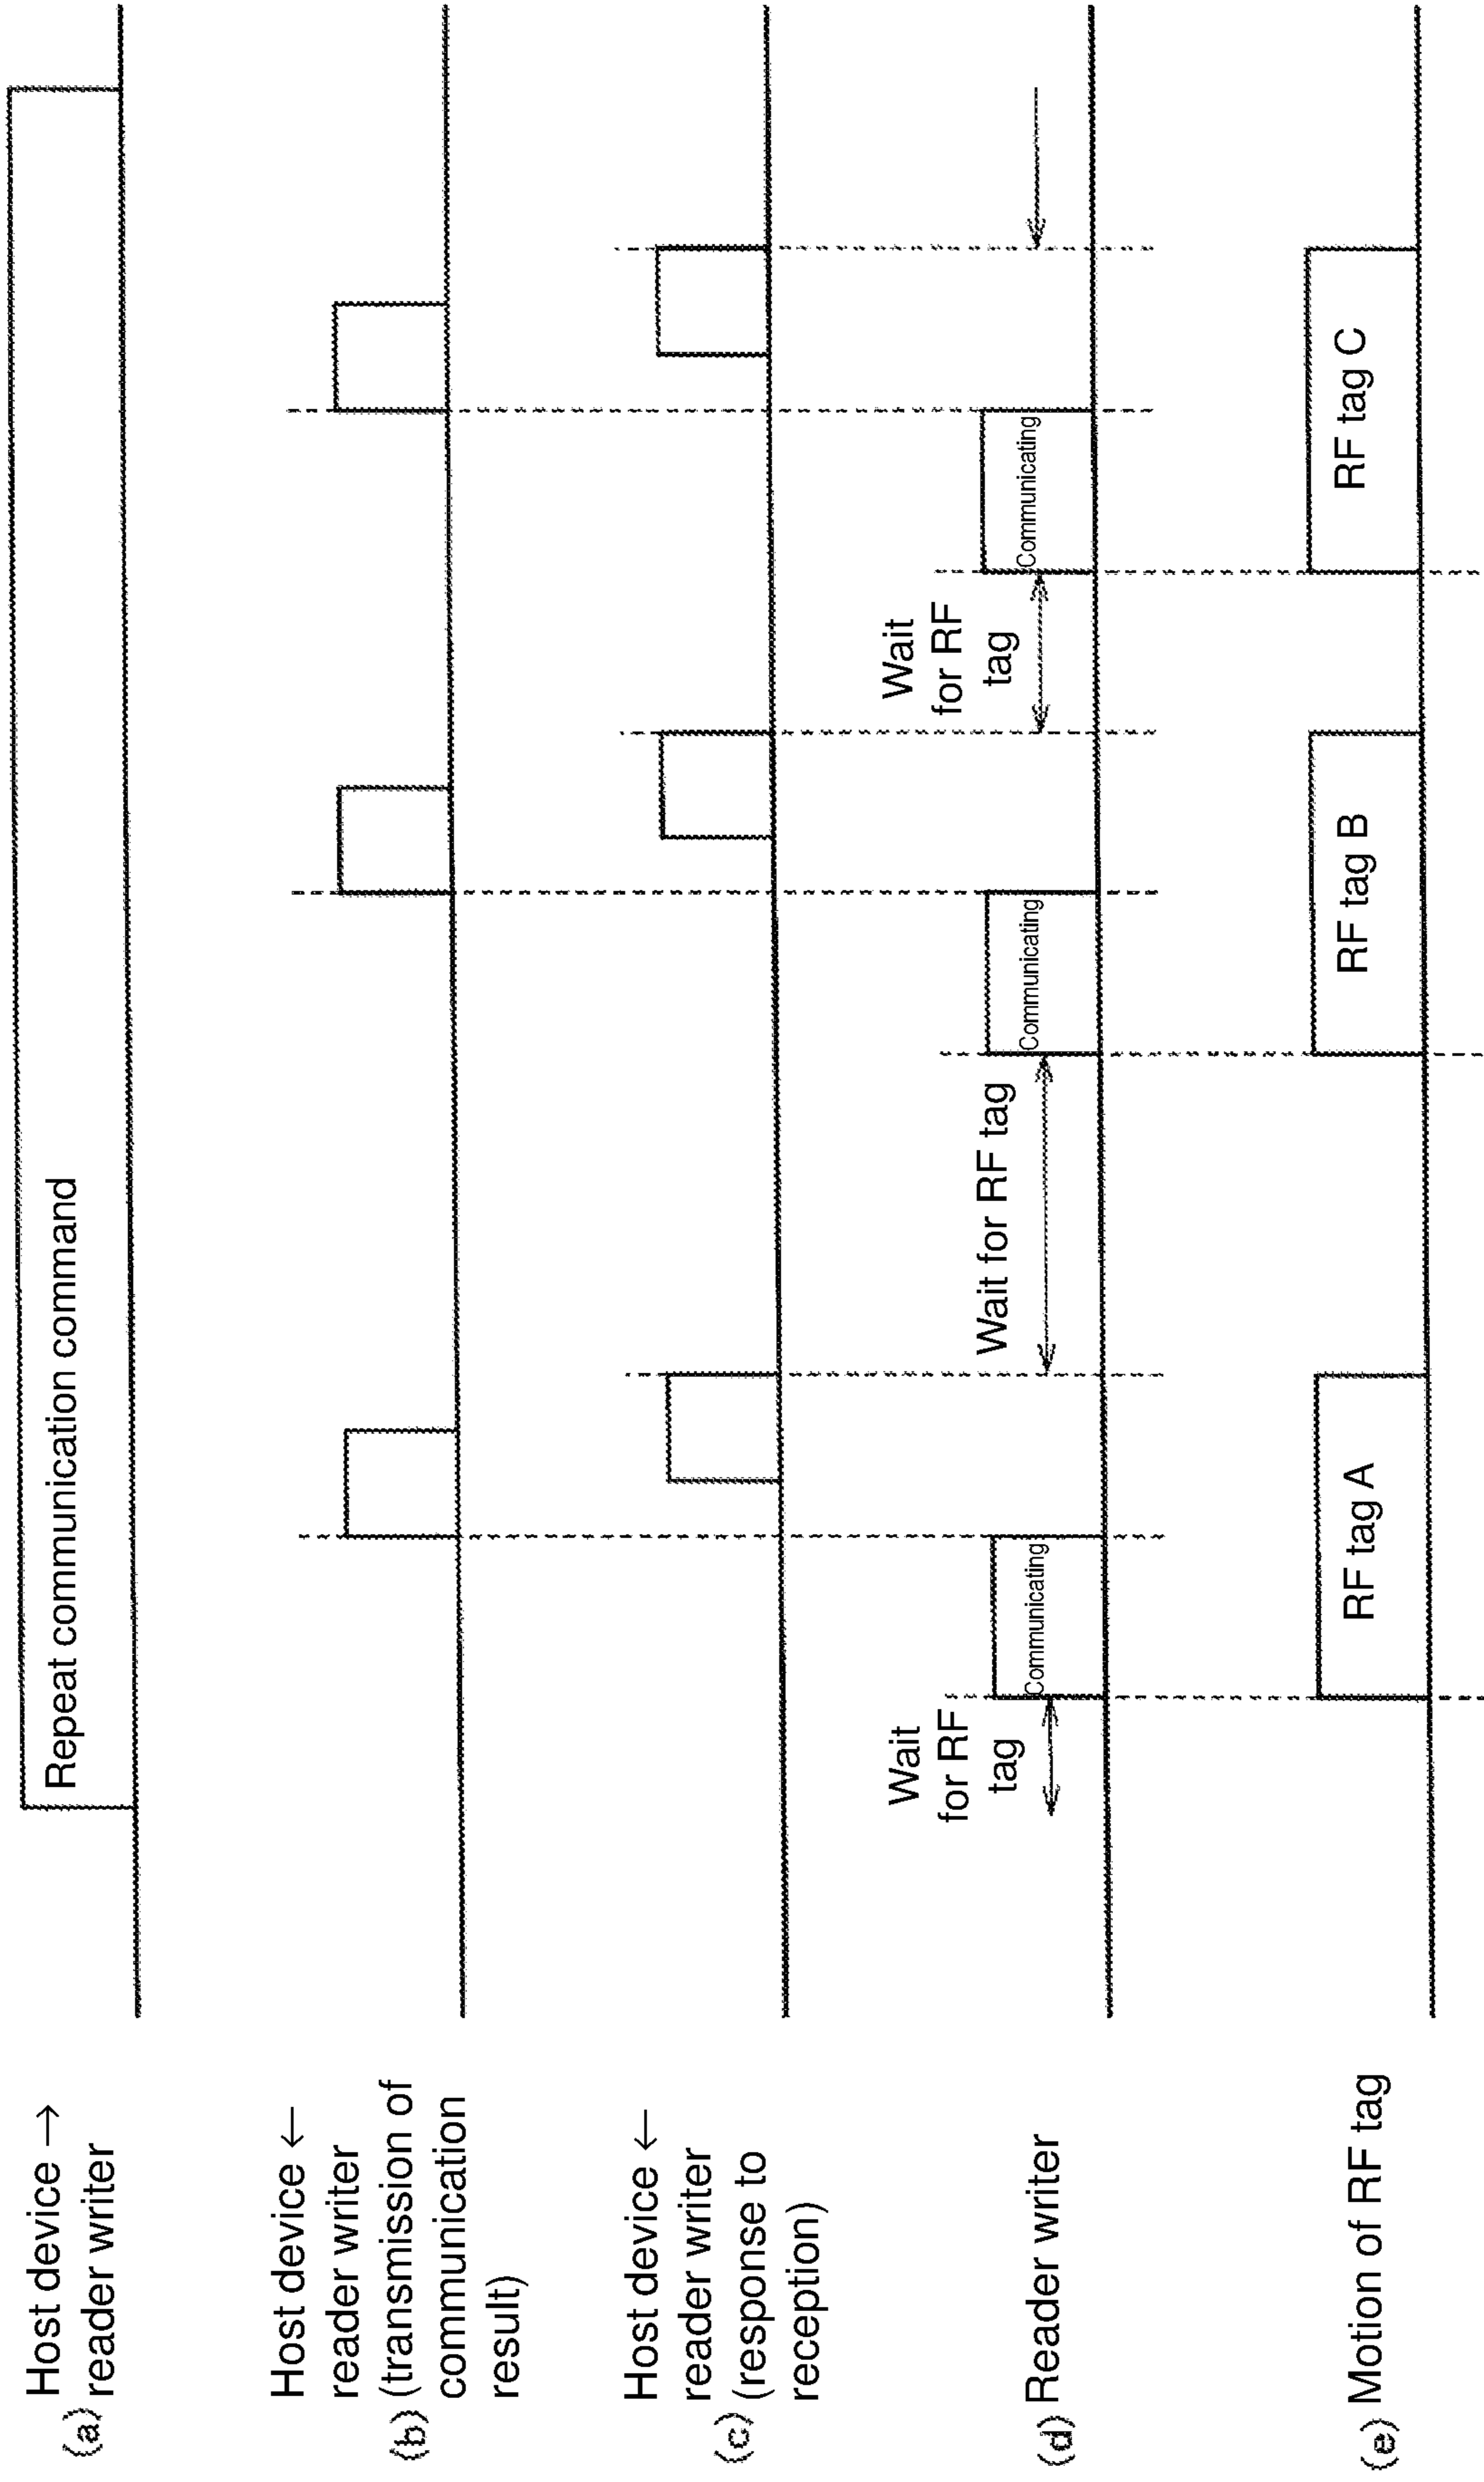 (a) Host device →
reader writer
Repeat communication command
(b) Host device ←
reader writer
(transmission of
communication
result)
(c) Host device ←
reader writer
(response to
reception)
(d) Reader writer
Wait
for RF
tag
Communicating
Wait for RF tag
Communicating
Wait
for RF
tag
Communicating
(e) Motion of RF tag
RF tag A
RF tag B
RF tag C